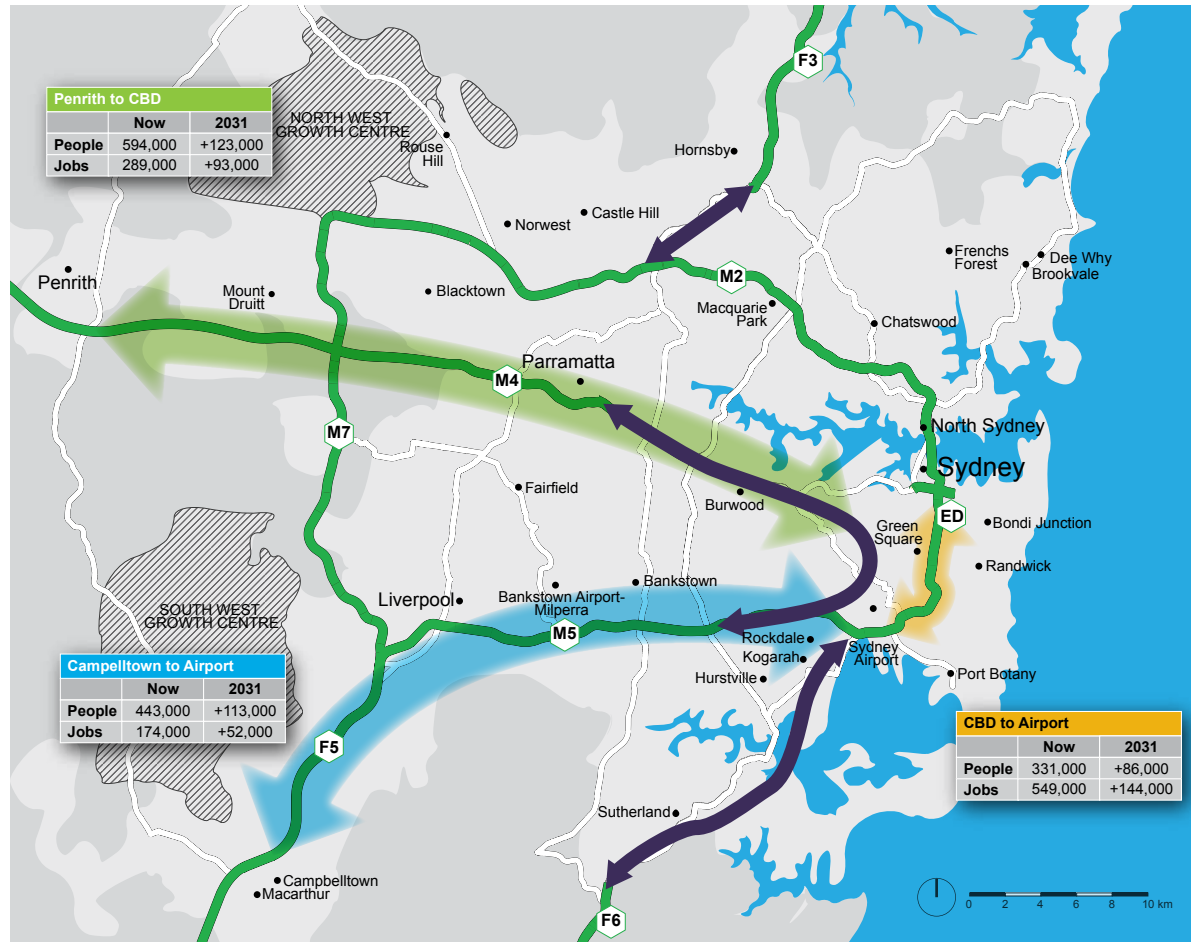 F3
Penrith to CBD
Now 2031
People 594,000 +123,000
Jobs 289,000 +93,000
NORTH WEST
GROWTH CENTRE
Rouse
Hill
Hornsby
Castle Hill
Norwest
Frenchs
Forest
Dee Why
Brookvale
Penrith
Mount
Druitt
Blacktown
M2
Macquarie
Park
Chatswood
Parramatta
M4
M7
North Sydney
Sydney
Fairfield
Burwood
ED
Green
Square
Bondi Junction
Randwick
Bankstown
Bankstown Airport-
Milperra
Liverpool
SOUTH WEST
GROWTH CENTRE
M5
Rockdale
Kogarah
Hurstville
Sydney
Airport
Port Botany
Campelltown to Airport
Now 2031
People 443,000 +113,000
Jobs 174,000 +52,000
F5
CBD to Airport
Now 2031
People 331,000 +86,000
Jobs 549,000 +144,000
Sutherland
Campbelltown
Macarthur
F6
0 2 4 6 8 10 km